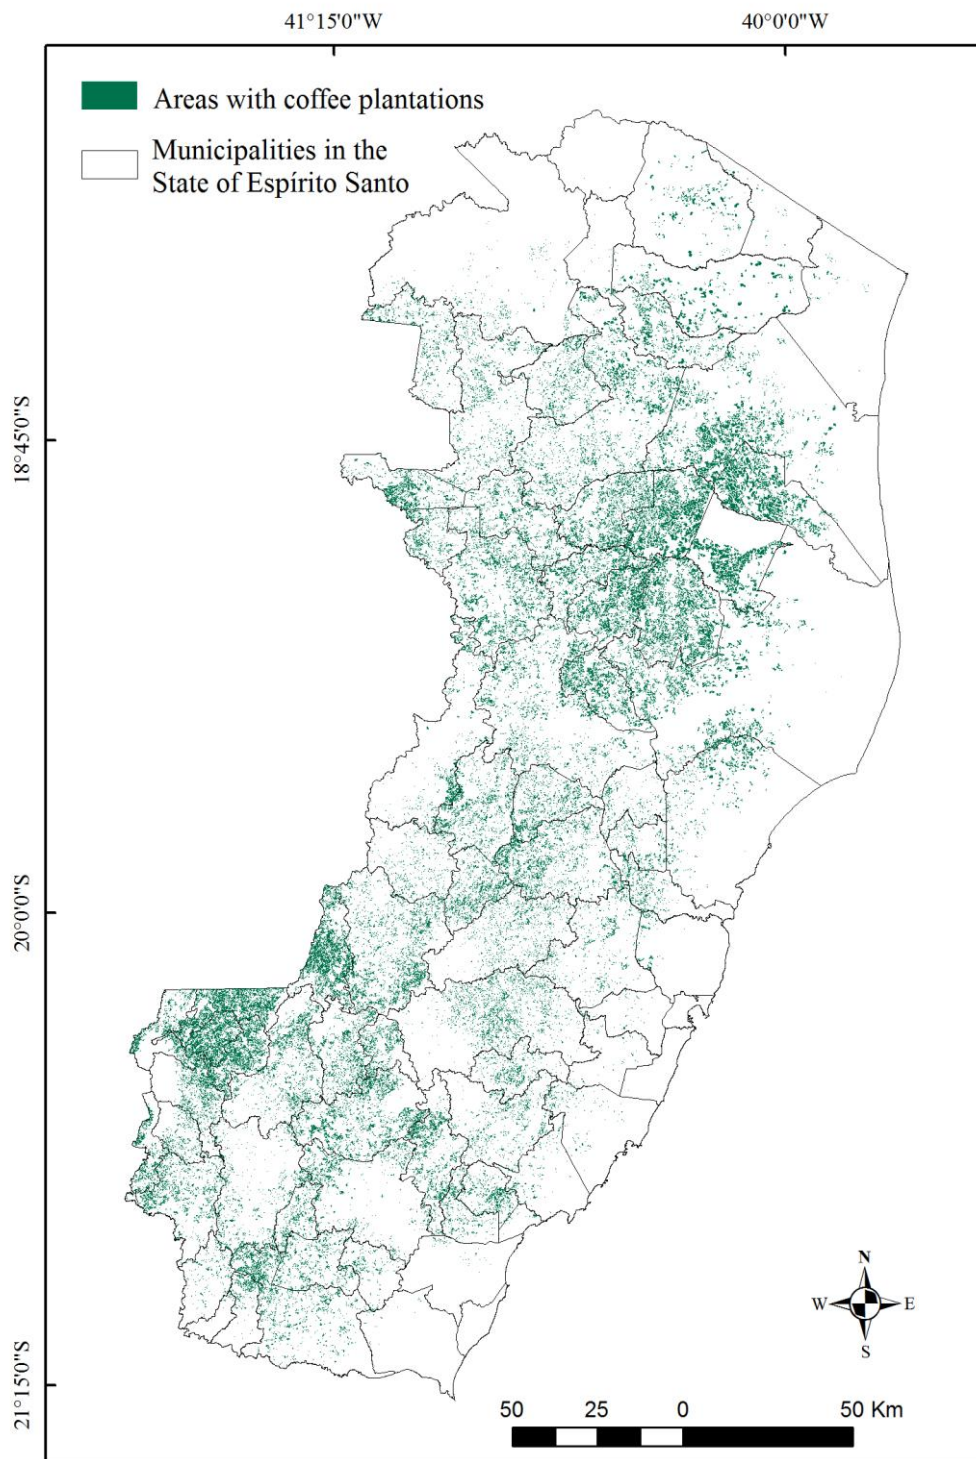 41°15'0"W
40°0'0"W
Areas with coffee plantations
Municipalities in the
State of Espírito Santo
18°45'0"S
20°0'0"S
21°15'0"S
N
W
E
S
50 25 0 50 Km